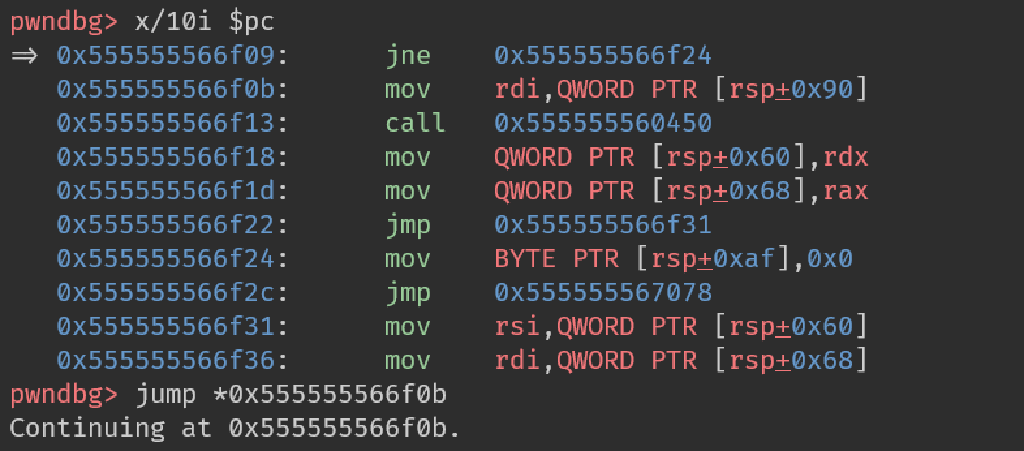 pwndbg> x/10i $pc
⇒ 0x555555566f09: jne 0x555555566f24
0x555555566f0b: mov rdi,QWORD PTR [rsp+0x90]
0x555555566f13: call 0x555555560450
0x555555566f18: mov QWORD PTR [rsp+0x60],rdx
0x555555566f1d: mov QWORD PTR [rsp+0x68],rax
0x555555566f22: jmp 0x555555566f31
0x555555566f24: mov BYTE PTR [rsp+0xaf],0x0
0x555555566f2c: jmp 0x555555567078
0x555555566f31: mov rsi,QWORD PTR [rsp+0x60]
0x555555566f36: mov rdi,QWORD PTR [rsp+0x68]
pwndbg> jump *0x555555566f0b
Continuing at 0x555555566f0b.